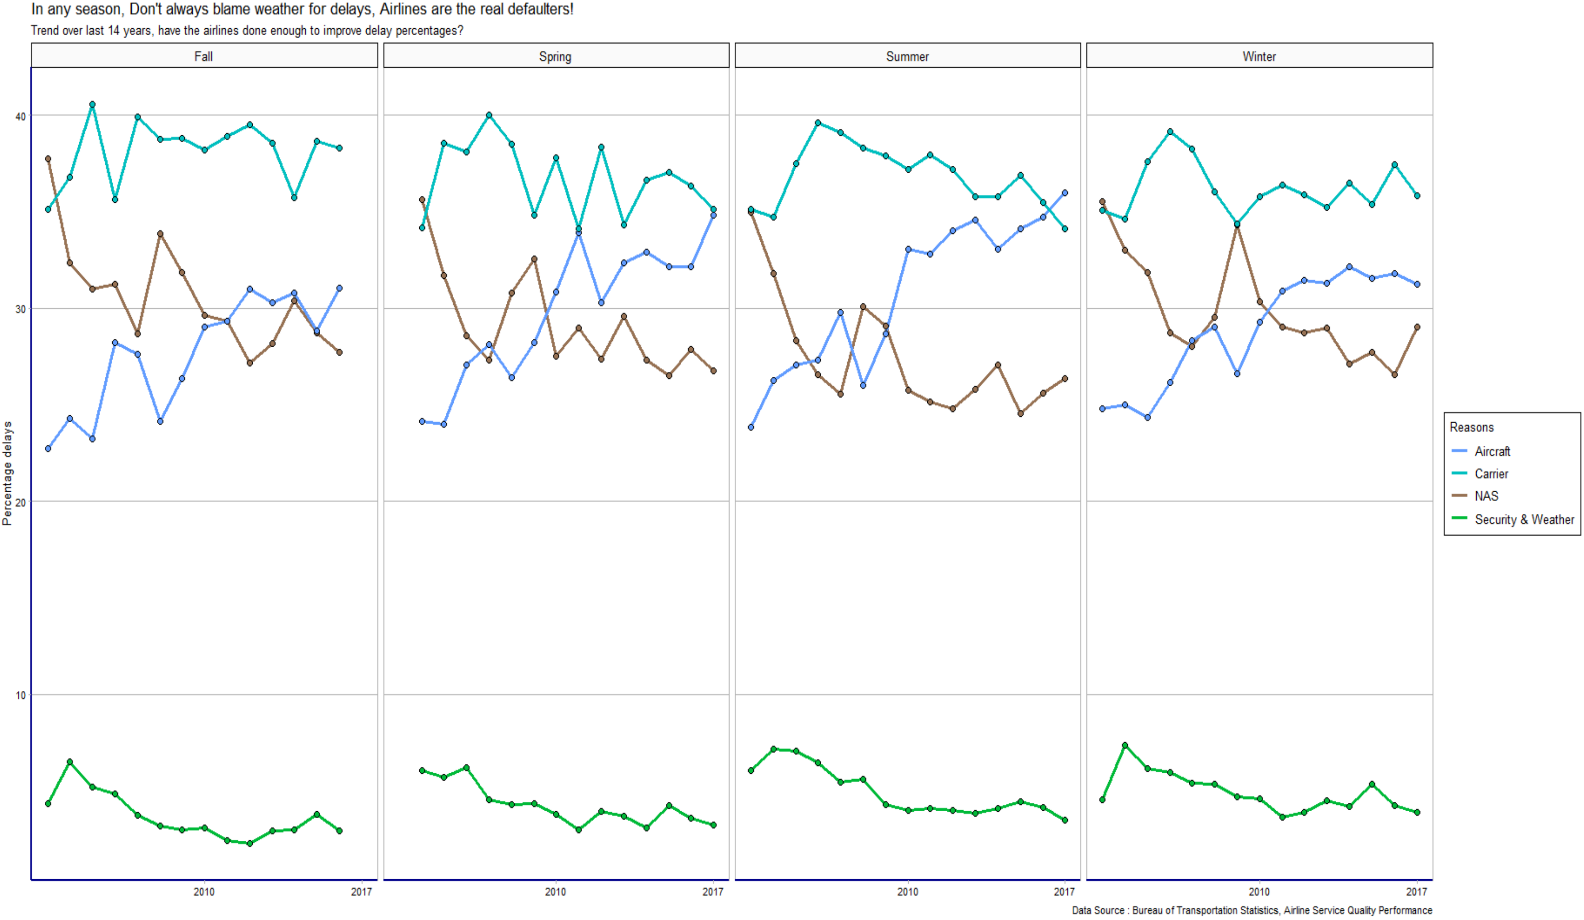 In any season, Don't always blame weather for delays, Airlines are the real defaulters!
Trend over last 14 years, have the airlines done enough to improve delay percentages?
Fall
Spring
Summer
Winter
40
30
20
10
Percentage delays
2010
2017
2010
2017
2010
2017
2010
2017
Reasons
Aircraft
Carrier
NAS
Security & Weather
Data Source : Bureau of Transportation Statistics, Airline Service Quality Performance